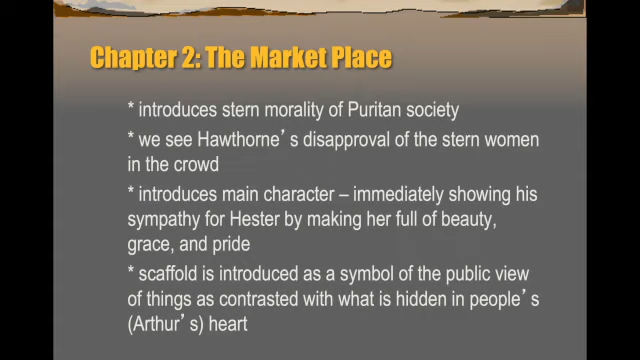 Chapter 2: The Market Place
* introduces stern morality of Puritan society
* we see Hawthorne's disapproval of the stern women
in the crowd
* introduces main character – immediately showing his
sympathy for Hester by making her full of beauty,
grace, and pride
* scaffold is introduced as a symbol of the public view
of things as contrasted with what is hidden in people's
(Arthur's) heart